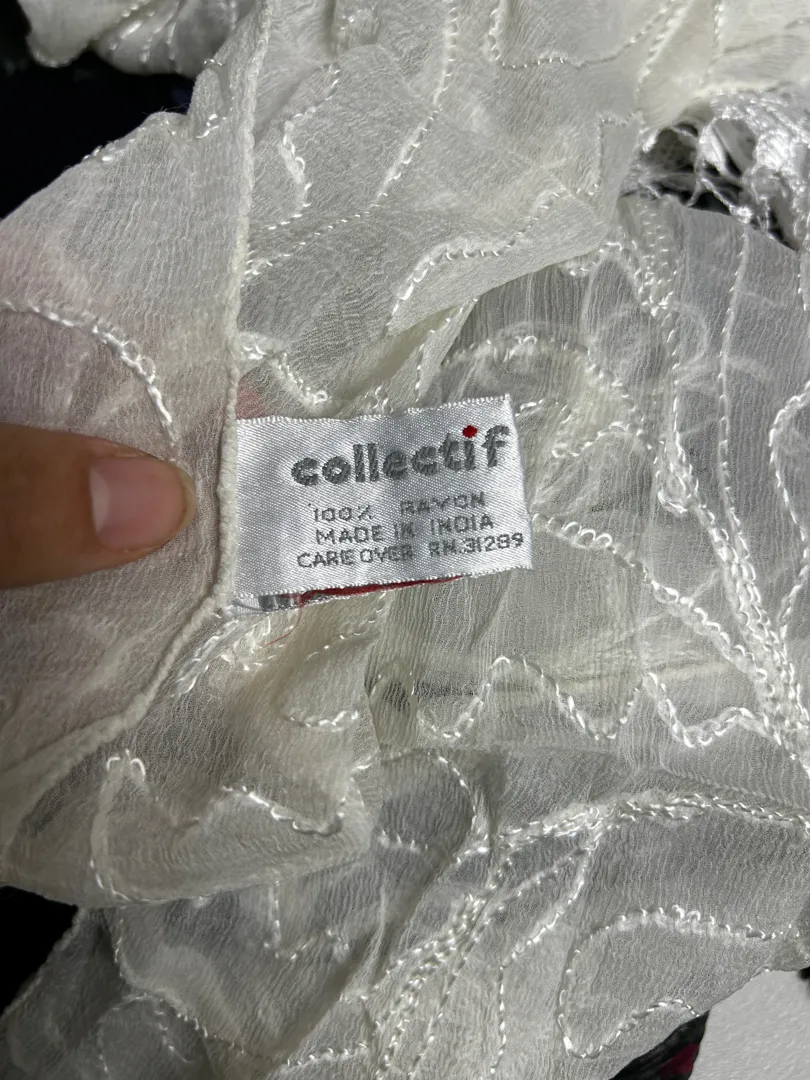 collectif
100% RAYON
MADE IN INDIA
CARE OVER RN.31289